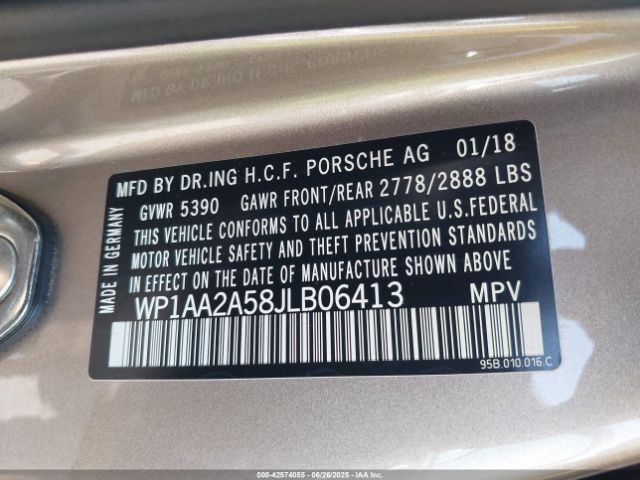 MFD BY DR.ING H.C.F. PORSCHE AG 01/18
GVWR 5390 GAWR FRONT/REAR 2778/2888 LBS
THIS VEHICLE CONFORMS TO ALL APPLICABLE U.S.FEDERAL
MOTOR VEHICLE SAFETY AND THEFT PREVENTION STANDARDS
IN EFFECT ON THE DATE OF MANUFACTURE SHOWN ABOVE
WP1AA2A58JLB06413 MPV
MADE IN GERMANY
95B.010.016.C
000-42574055 | 06/26/2025 | IAAI.COM